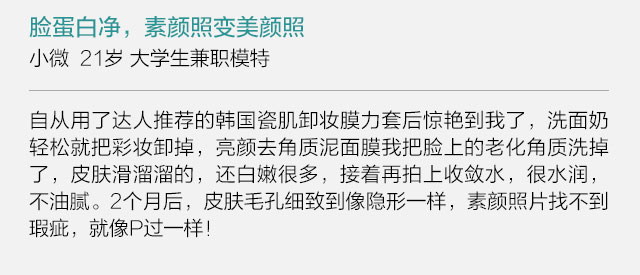 脸蛋白净，素颜照变美颜照
小微 21岁 大学生兼职模特
自从用了达人推荐的韩国瓷肌卸妆膜力套后惊艳到我了，洗面奶
轻松就把彩妆卸掉，亮颜去角质泥面膜我把脸上的老化角质洗掉
了，皮肤滑溜溜的，还白嫩很多，接着再拍上收敛水，很水润，
不油腻。2个月后，皮肤毛孔细致到像隐形一样，素颜照片找不到
瑕疵，就像P过一样！